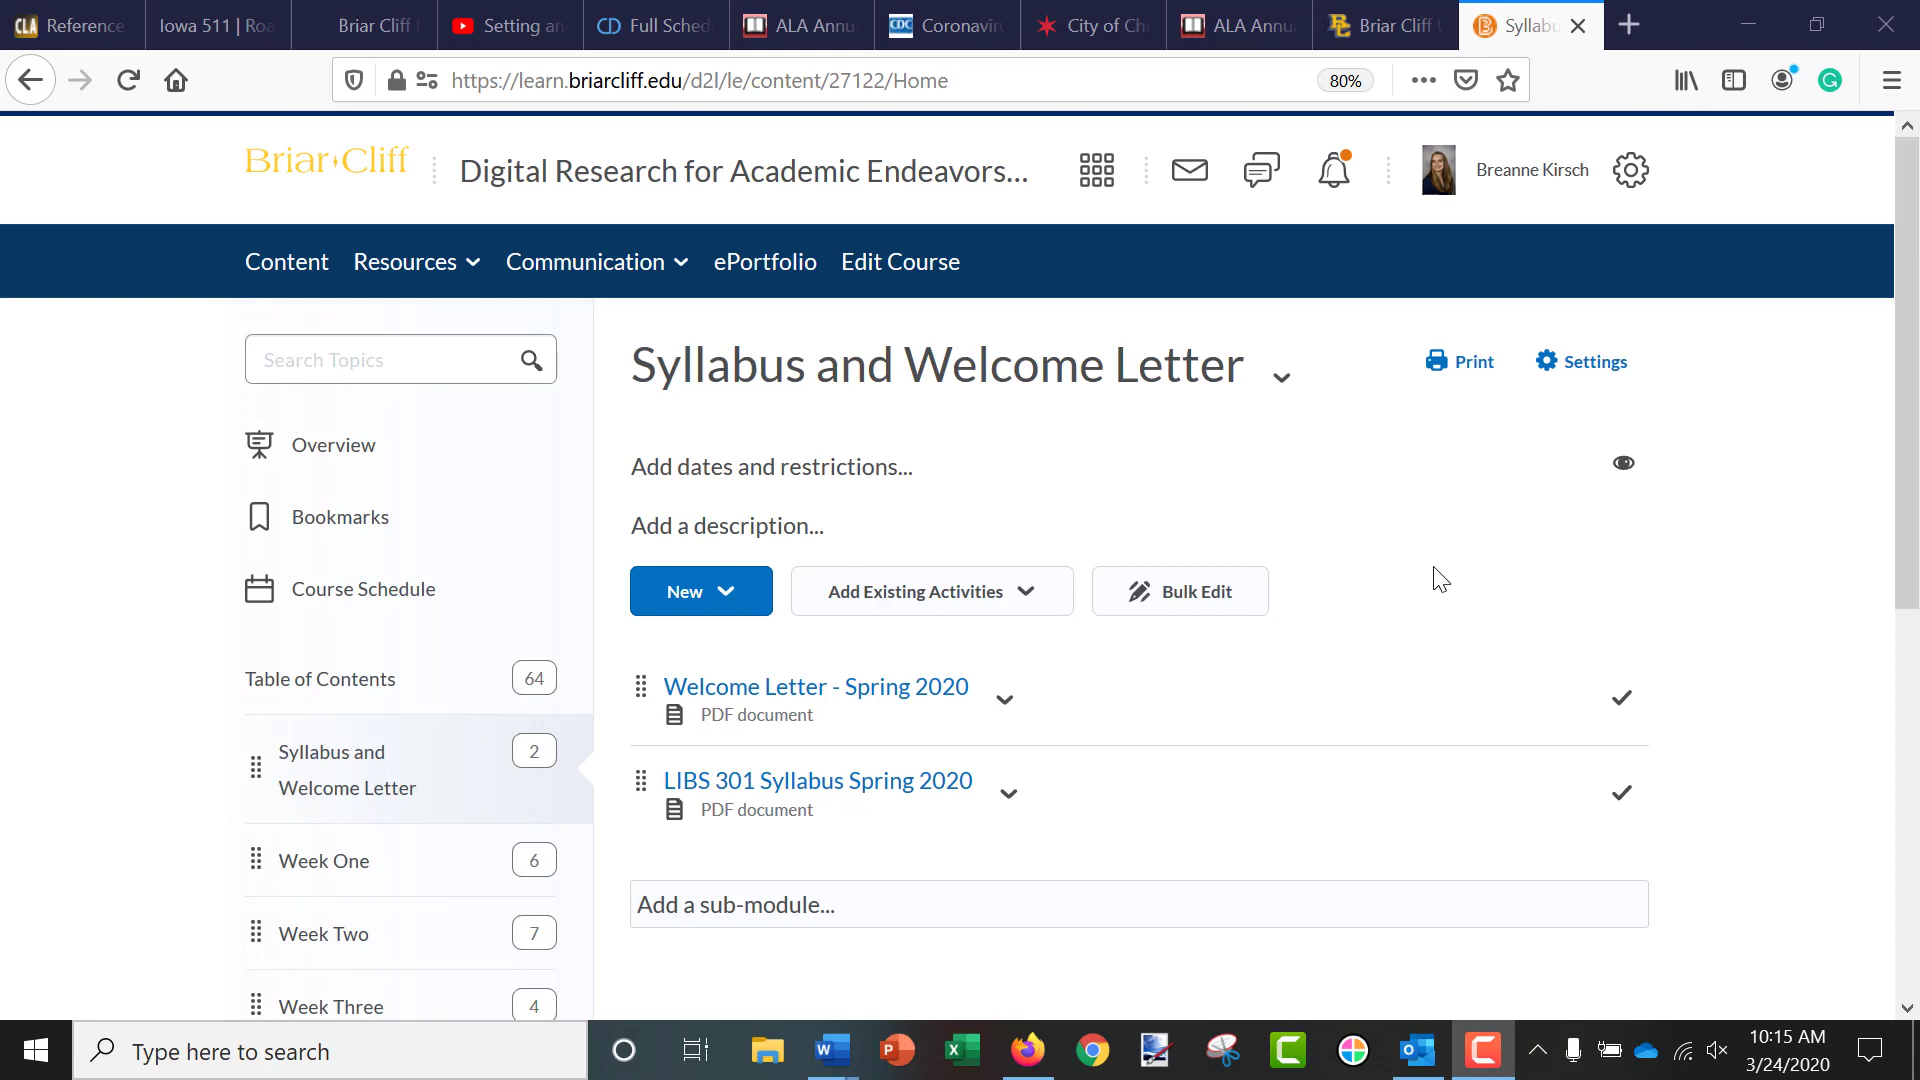 CLA Reference
Iowa 511 | Roa
Briar Cliff
Setting an
CD Full Sched
ALA Annu
CDC Coronavir
City of Chi
ALA Annu
Briar Cliff U
Syllabu
https://learn.briarcliff.edu/d2l/le/content/27122/Home
80%
Briar Cliff
Digital Research for Academic Endeavors...
Breanne Kirsch
Content
Resources
Communication
ePortfolio
Edit Course
Search Topics
Syllabus and Welcome Letter
Print
Settings
Overview
Add dates and restrictions...
Bookmarks
Add a description...
Course Schedule
New
Add Existing Activities
Bulk Edit
Table of Contents 64
Welcome Letter - Spring 2020
PDF document
Syllabus and
Welcome Letter
2
LIBS 301 Syllabus Spring 2020
PDF document
Week One 6
Add a sub-module...
Week Two 7
Week Three 4
Type here to search
10:15 AM
3/24/2020